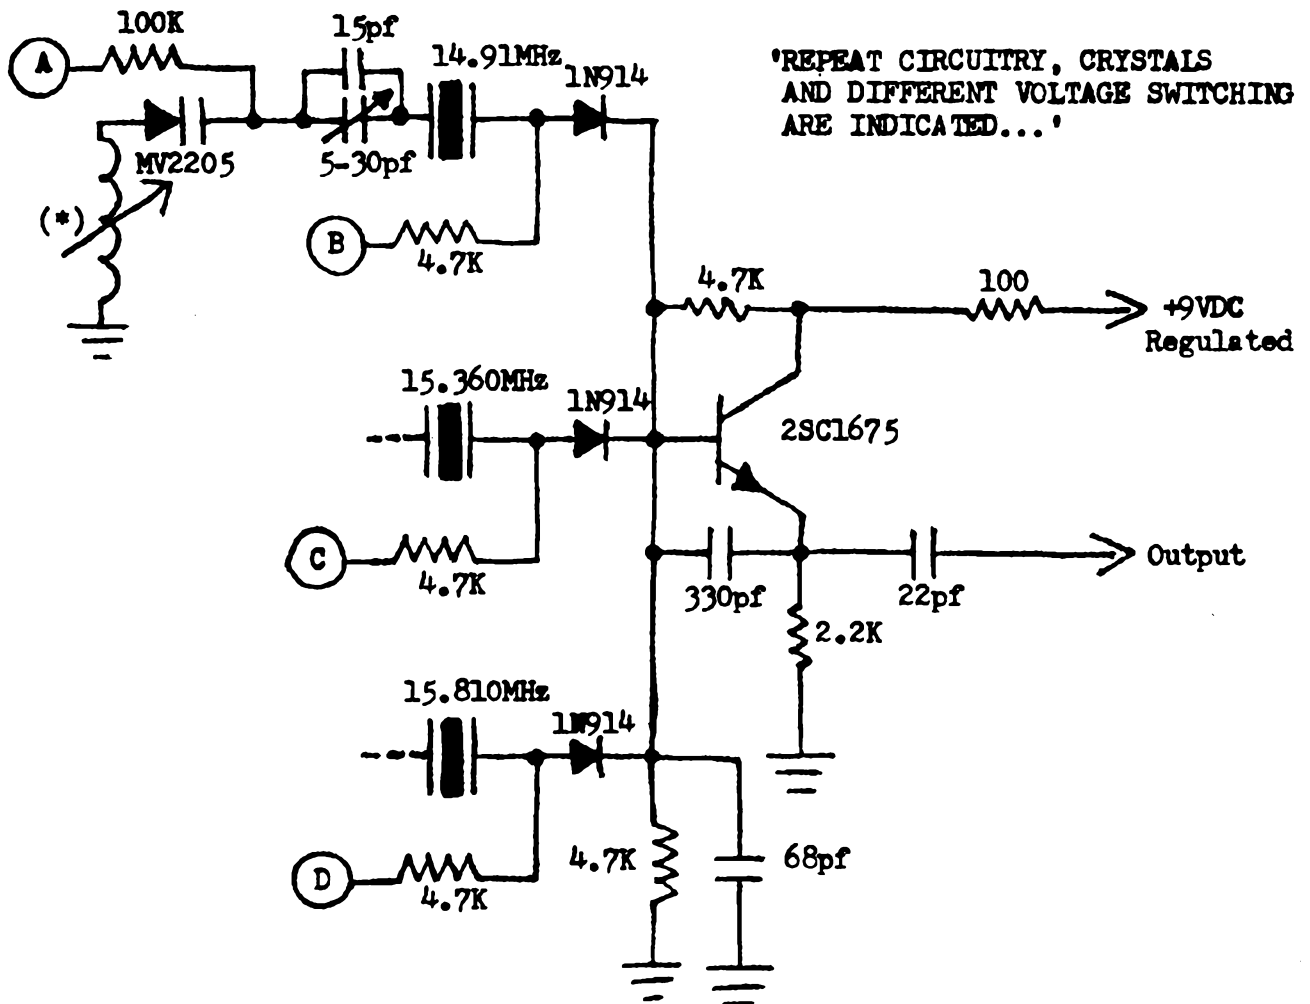 100K
15pf
A
14.91MHz
1N914
'REPEAT CIRCUITRY, CRYSTALS
AND DIFFERENT VOLTAGE SWITCHING
ARE INDICATED...'
MV2205
5-30pf
(*)
B
4.7K
4.7K
100
+9VDC
Regulated
15.360MHz
1N914
2SC1675
C
4.7K
330pf
22pf
Output
2.2K
15.810MHz
1N914
D
4.7K
4.7K
68pf